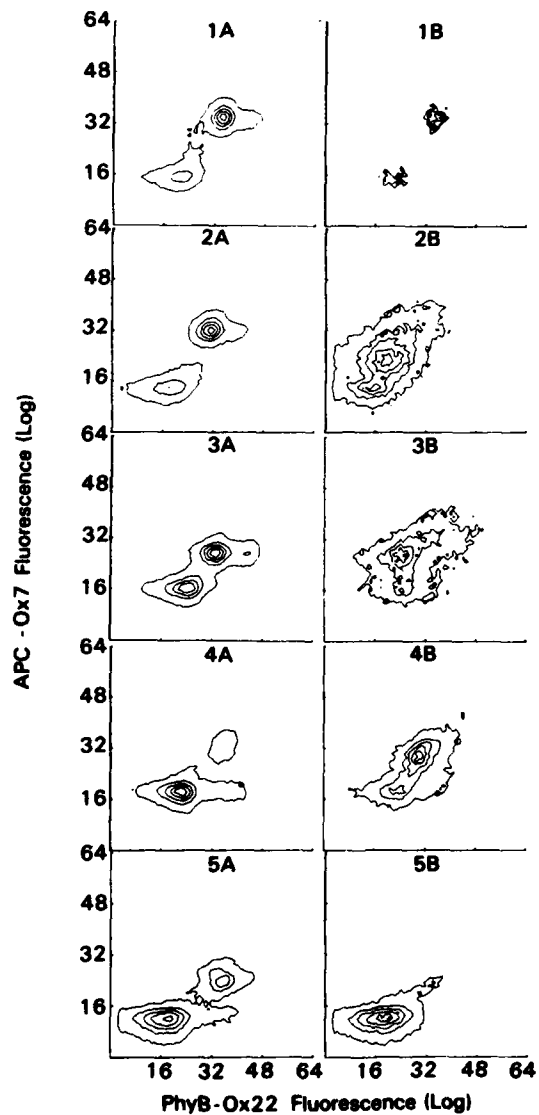 64
1A 1B
48
32
16
64
2A 2B
48
32
16
64
3A 3B
48
32
16
64
4A 4B
48
32
16
64
5A 5B
48
32
16
16 32 48 64 16 32 48 64
APC -Ox7 Fluorescence (Log)
PhyB-Ox22 Fluorescence (Log)